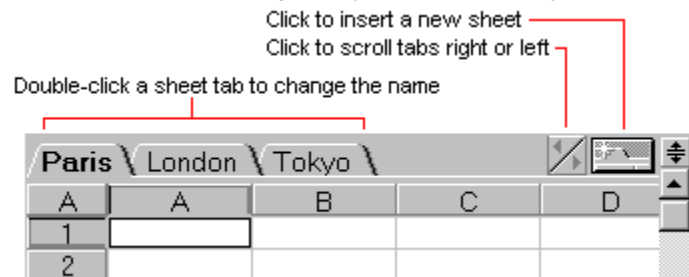 Click to insert a new sheet
Click to scroll tabs right or left
Double-click a sheet tab to change the name
Paris London Tokyo
A A B C D
1
2